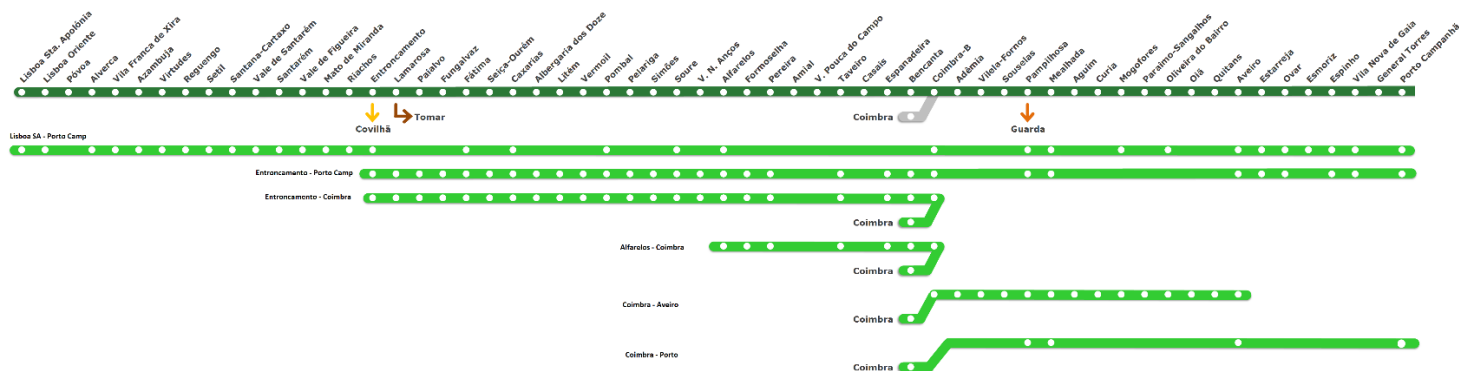 Lisboa Sta. Apolónia
Lisboa Oriente
Póvoa
Alverca
Vila Franca de Xira
Azambuja
Virtudes
Reguengo
Setil
Santana-Cartaxo
Vale de Santarém
Santarém
Vale de Figueira
Mato de Miranda
Riachos
Entroncamento
Lamarosa
Paialvo
Fungalvaz
Fátima
Seiça-Ourém
Caxarias
Albergaria dos Doze
Litém
Vermoil
Pombal
Pelariga
Simões
Soure
V. N. Anços
Alfarelos
Formoselha
Pereira
Amial
V. Pouca do Campo
Taveiro
Casais
Espanadeira
Bencanta
Coimbra-B
Adémia
Vilela-Fornos
Souselas
Pampilhosa
Mealhada
Aguim
Curia
Mogofores
Paraimo-Sangalhos
Oliveira do Bairro
Oiã
Quitans
Aveiro
Estarreja
Ovar
Esmoriz
Espinho
Vila Nova de Gaia
General Torres
Porto Campanhã
Covilhã
Tomar
Coimbra
Guarda
Lisboa SA - Porto Camp
Entroncamento - Porto Camp
Entroncamento - Coimbra
Coimbra
Alfarelos - Coimbra
Coimbra
Coimbra - Aveiro
Coimbra
Coimbra - Porto
Coimbra